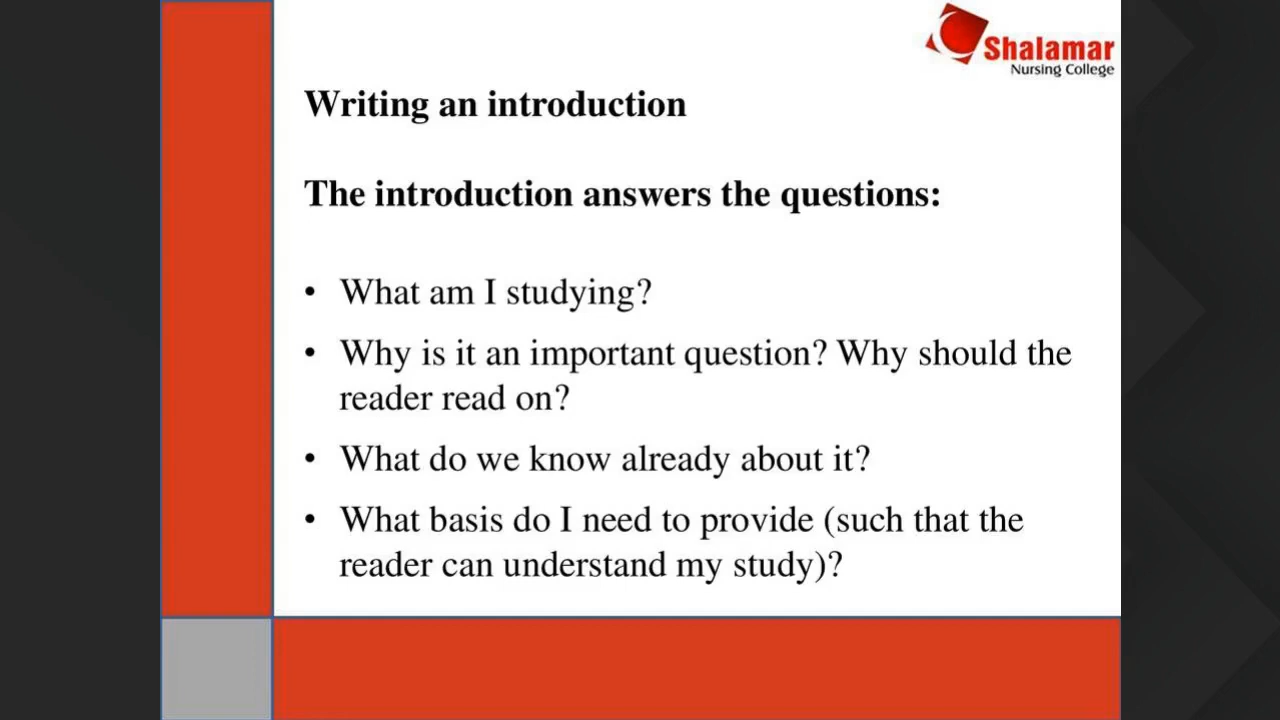 Shalamar
Nursing College
Writing an introduction
The introduction answers the questions:
• What am I studying?
• Why is it an important question? Why should the
reader read on?
• What do we know already about it?
• What basis do I need to provide (such that the
reader can understand my study)?